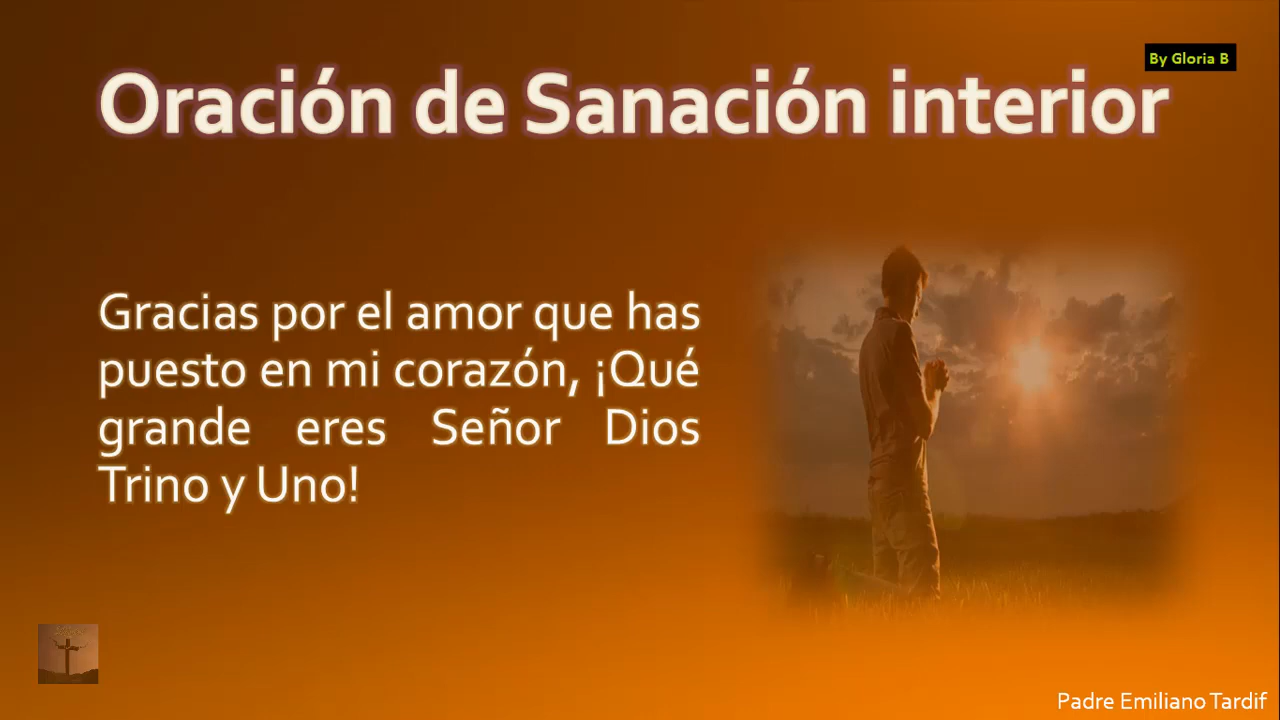 By Gloria B
Oración de Sanación interior
Gracias por el amor que has
puesto en mi corazón, ¡Qué
grande eres Señor Dios
Trino y Uno!
Padre Emiliano Tardif